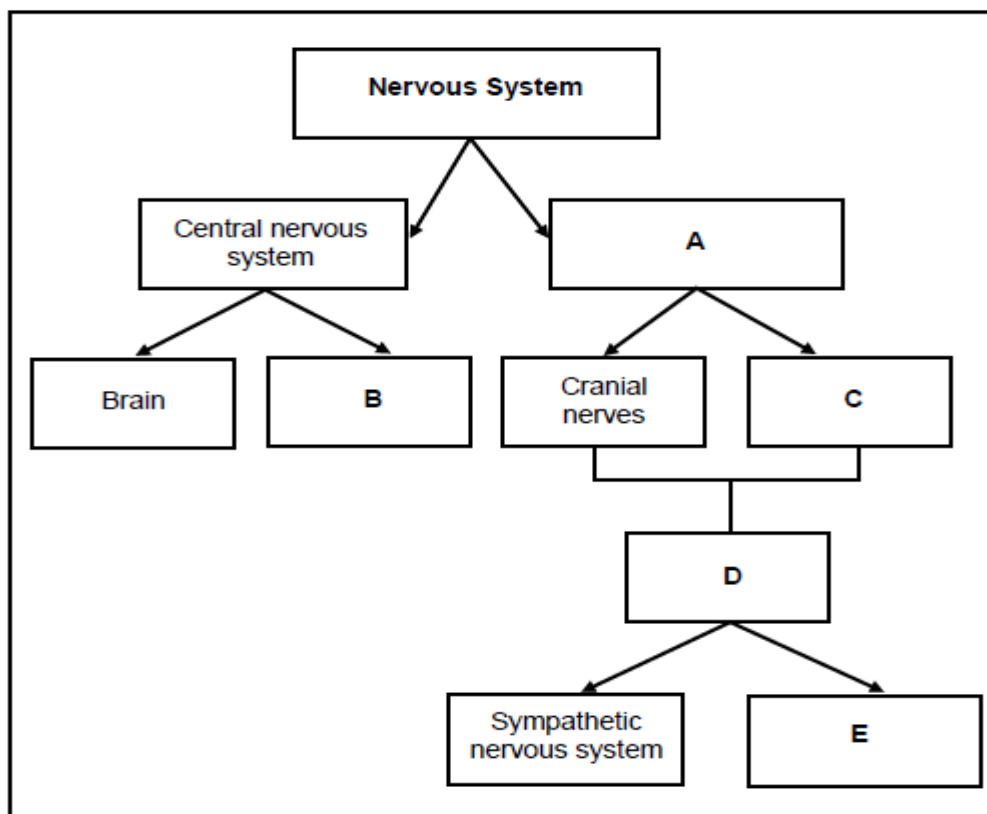 Nervous System
Central nervous
system
A
Brain
B
Cranial
nerves
C
D
Sympathetic
nervous system
E